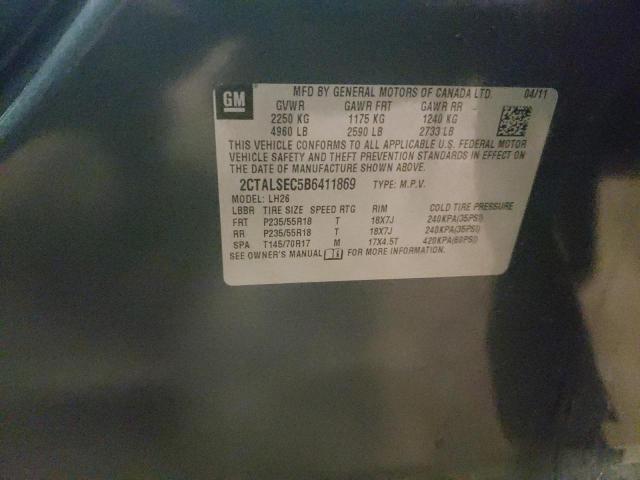 GM
MFD BY GENERAL MOTORS OF CANADA LTD. 04/11
GVWR GAWR FRT GAWR RR
2250 KG 1175 KG 1240 KG
4960 LB 2590 LB 2733 LB
THIS VEHICLE CONFORMS TO ALL APPLICABLE U.S. FEDERAL MOTOR
VEHICLE SAFETY AND THEFT PREVENTION STANDARDS IN EFFECT ON
THE DATE OF MANUFACTURE SHOWN ABOVE.
2CTALSEC5B6411869 TYPE: M.P.V.
MODEL: LH26
LBBR TIRE SIZE SPEED RTG RIM COLD TIRE PRESSURE
FRT P235/55R18 T 18X7J 240KPA(35PSI)
RR P235/55R18 T 18X7J 240KPA(35PSI)
SPA T145/70R17 M 17X4.5T 420KPA(60PSI)
SEE OWNER'S MANUAL FOR MORE INFORMATION.